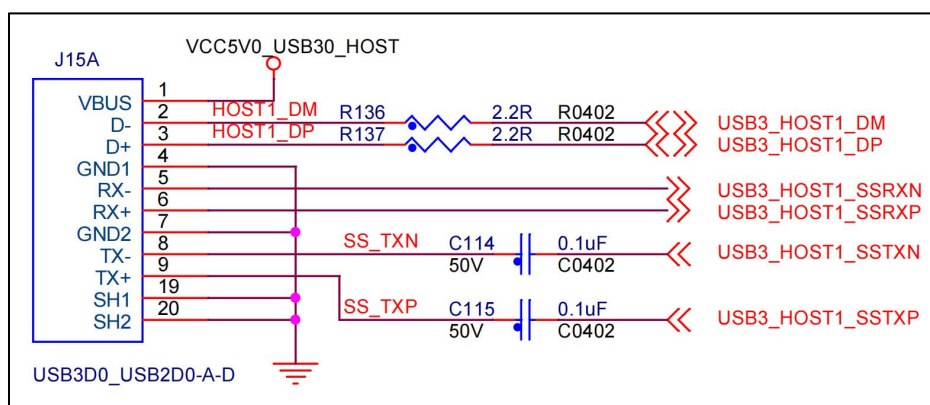 VCC5V0_USB30_HOST
J15A
1
VBUS
2 HOST1_DM R136 2.2R R0402
D- USB3_HOST1_DM
3 HOST1_DP R137 2.2R R0402
D+ USB3_HOST1_DP
4
GND1
5
RX- USB3_HOST1_SSRXN
6
RX+ USB3_HOST1_SSRXP
7
GND2
8 SS_TXN C114 0.1uF
TX- 50V C0402 USB3_HOST1_SSTXN
9
TX+
19
SH1 SS_TXP C115 0.1uF
20
SH2 50V C0402 USB3_HOST1_SSTXP
USB3D0_USB2D0-A-D